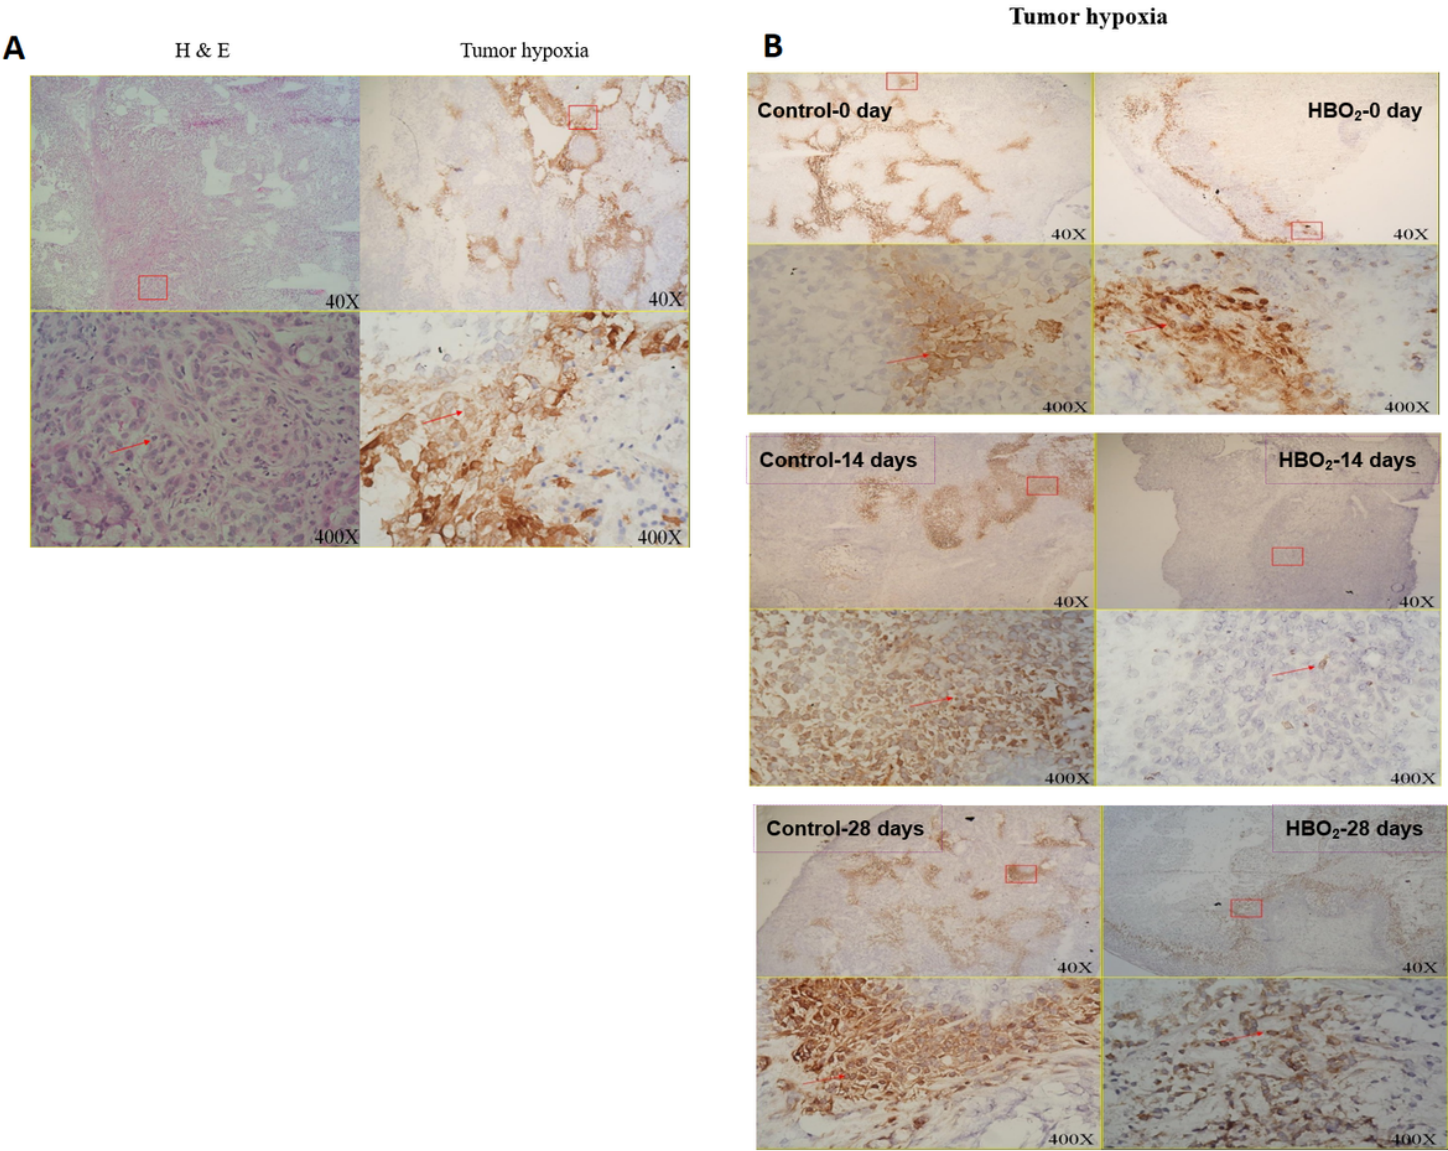 A
H & E
Tumor hypoxia
40X
40X
400X
400X
Tumor hypoxia
B
Control-0 day
HBO₂-0 day
40X
40X
400X
400X
Control-14 days
HBO₂-14 days
40X
40X
400X
400X
Control-28 days
HBO₂-28 days
40X
40X
400X
400X